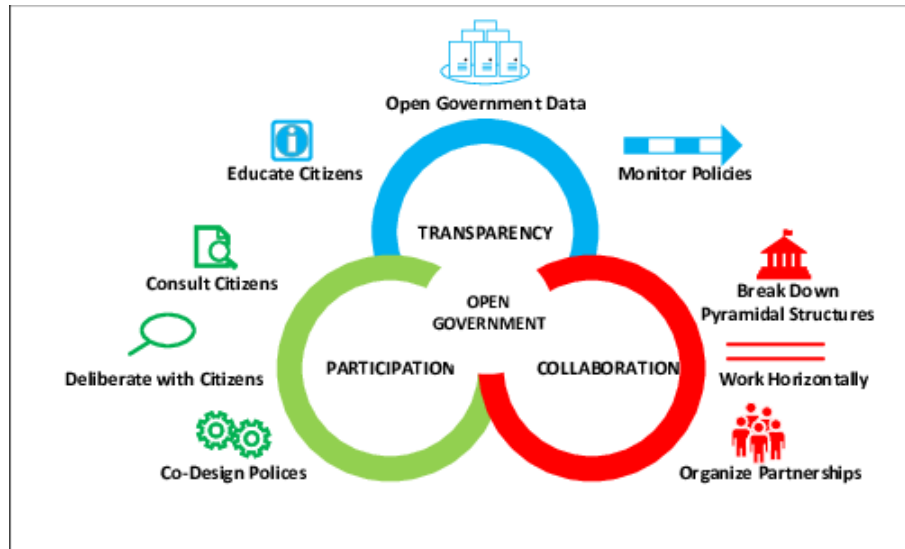 Open Government Data
Educate Citizens
Monitor Policies
TRANSPARENCY
Consult Citizens
Break Down
Pyramidal Structures
OPEN
GOVERNMENT
Deliberate with Citizens
PARTICIPATION
COLLABORATION
Work Horizontally
Co-Design Polices
Organize Partnerships